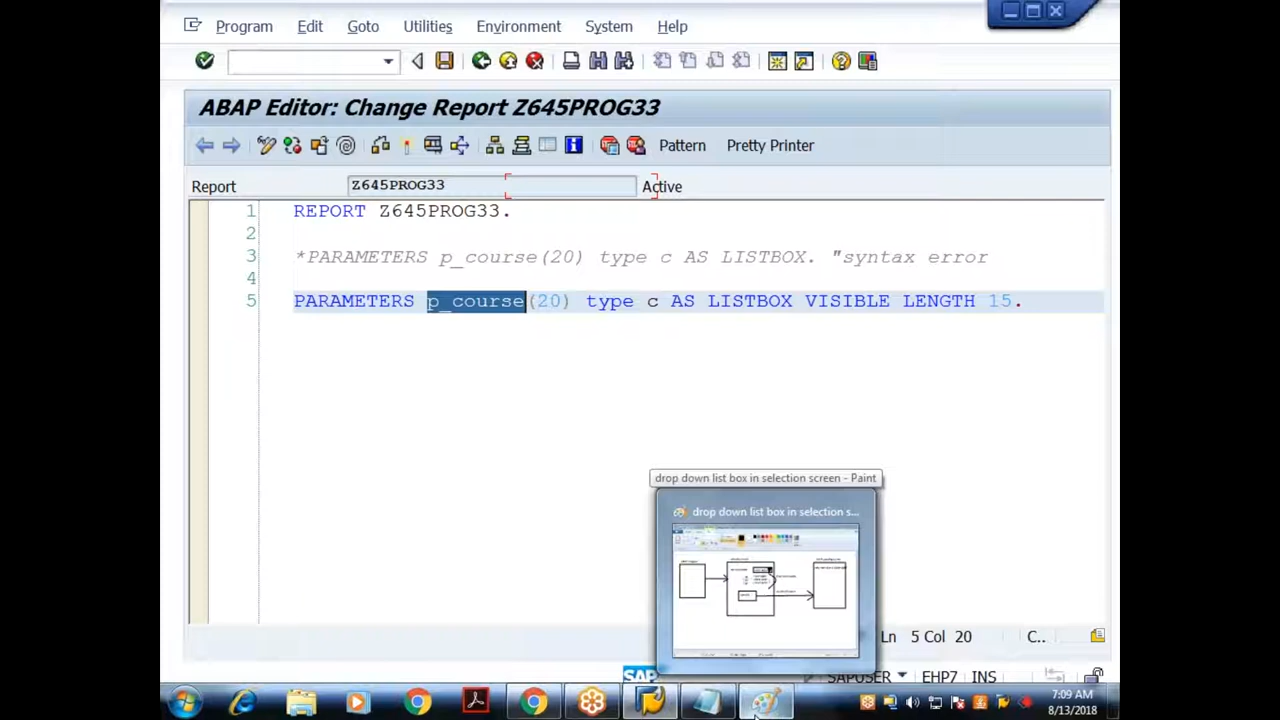 Program Edit Goto Utilities Environment System Help
ABAP Editor: Change Report Z645PROG33
Pattern Pretty Printer
Report Z645PROG33 Active
1 REPORT Z645PROG33.
2
3 *PARAMETERS p_course(20) type c AS LISTBOX. "syntax error
4
5 PARAMETERS p_course(20) type c AS LISTBOX VISIBLE LENGTH 15.
drop down list box in selection screen - Paint
drop down list box in selection s...
Ln 5 Col 20 C..
SAP SAPUSER EHP7 INS
7:09 AM
8/13/2018